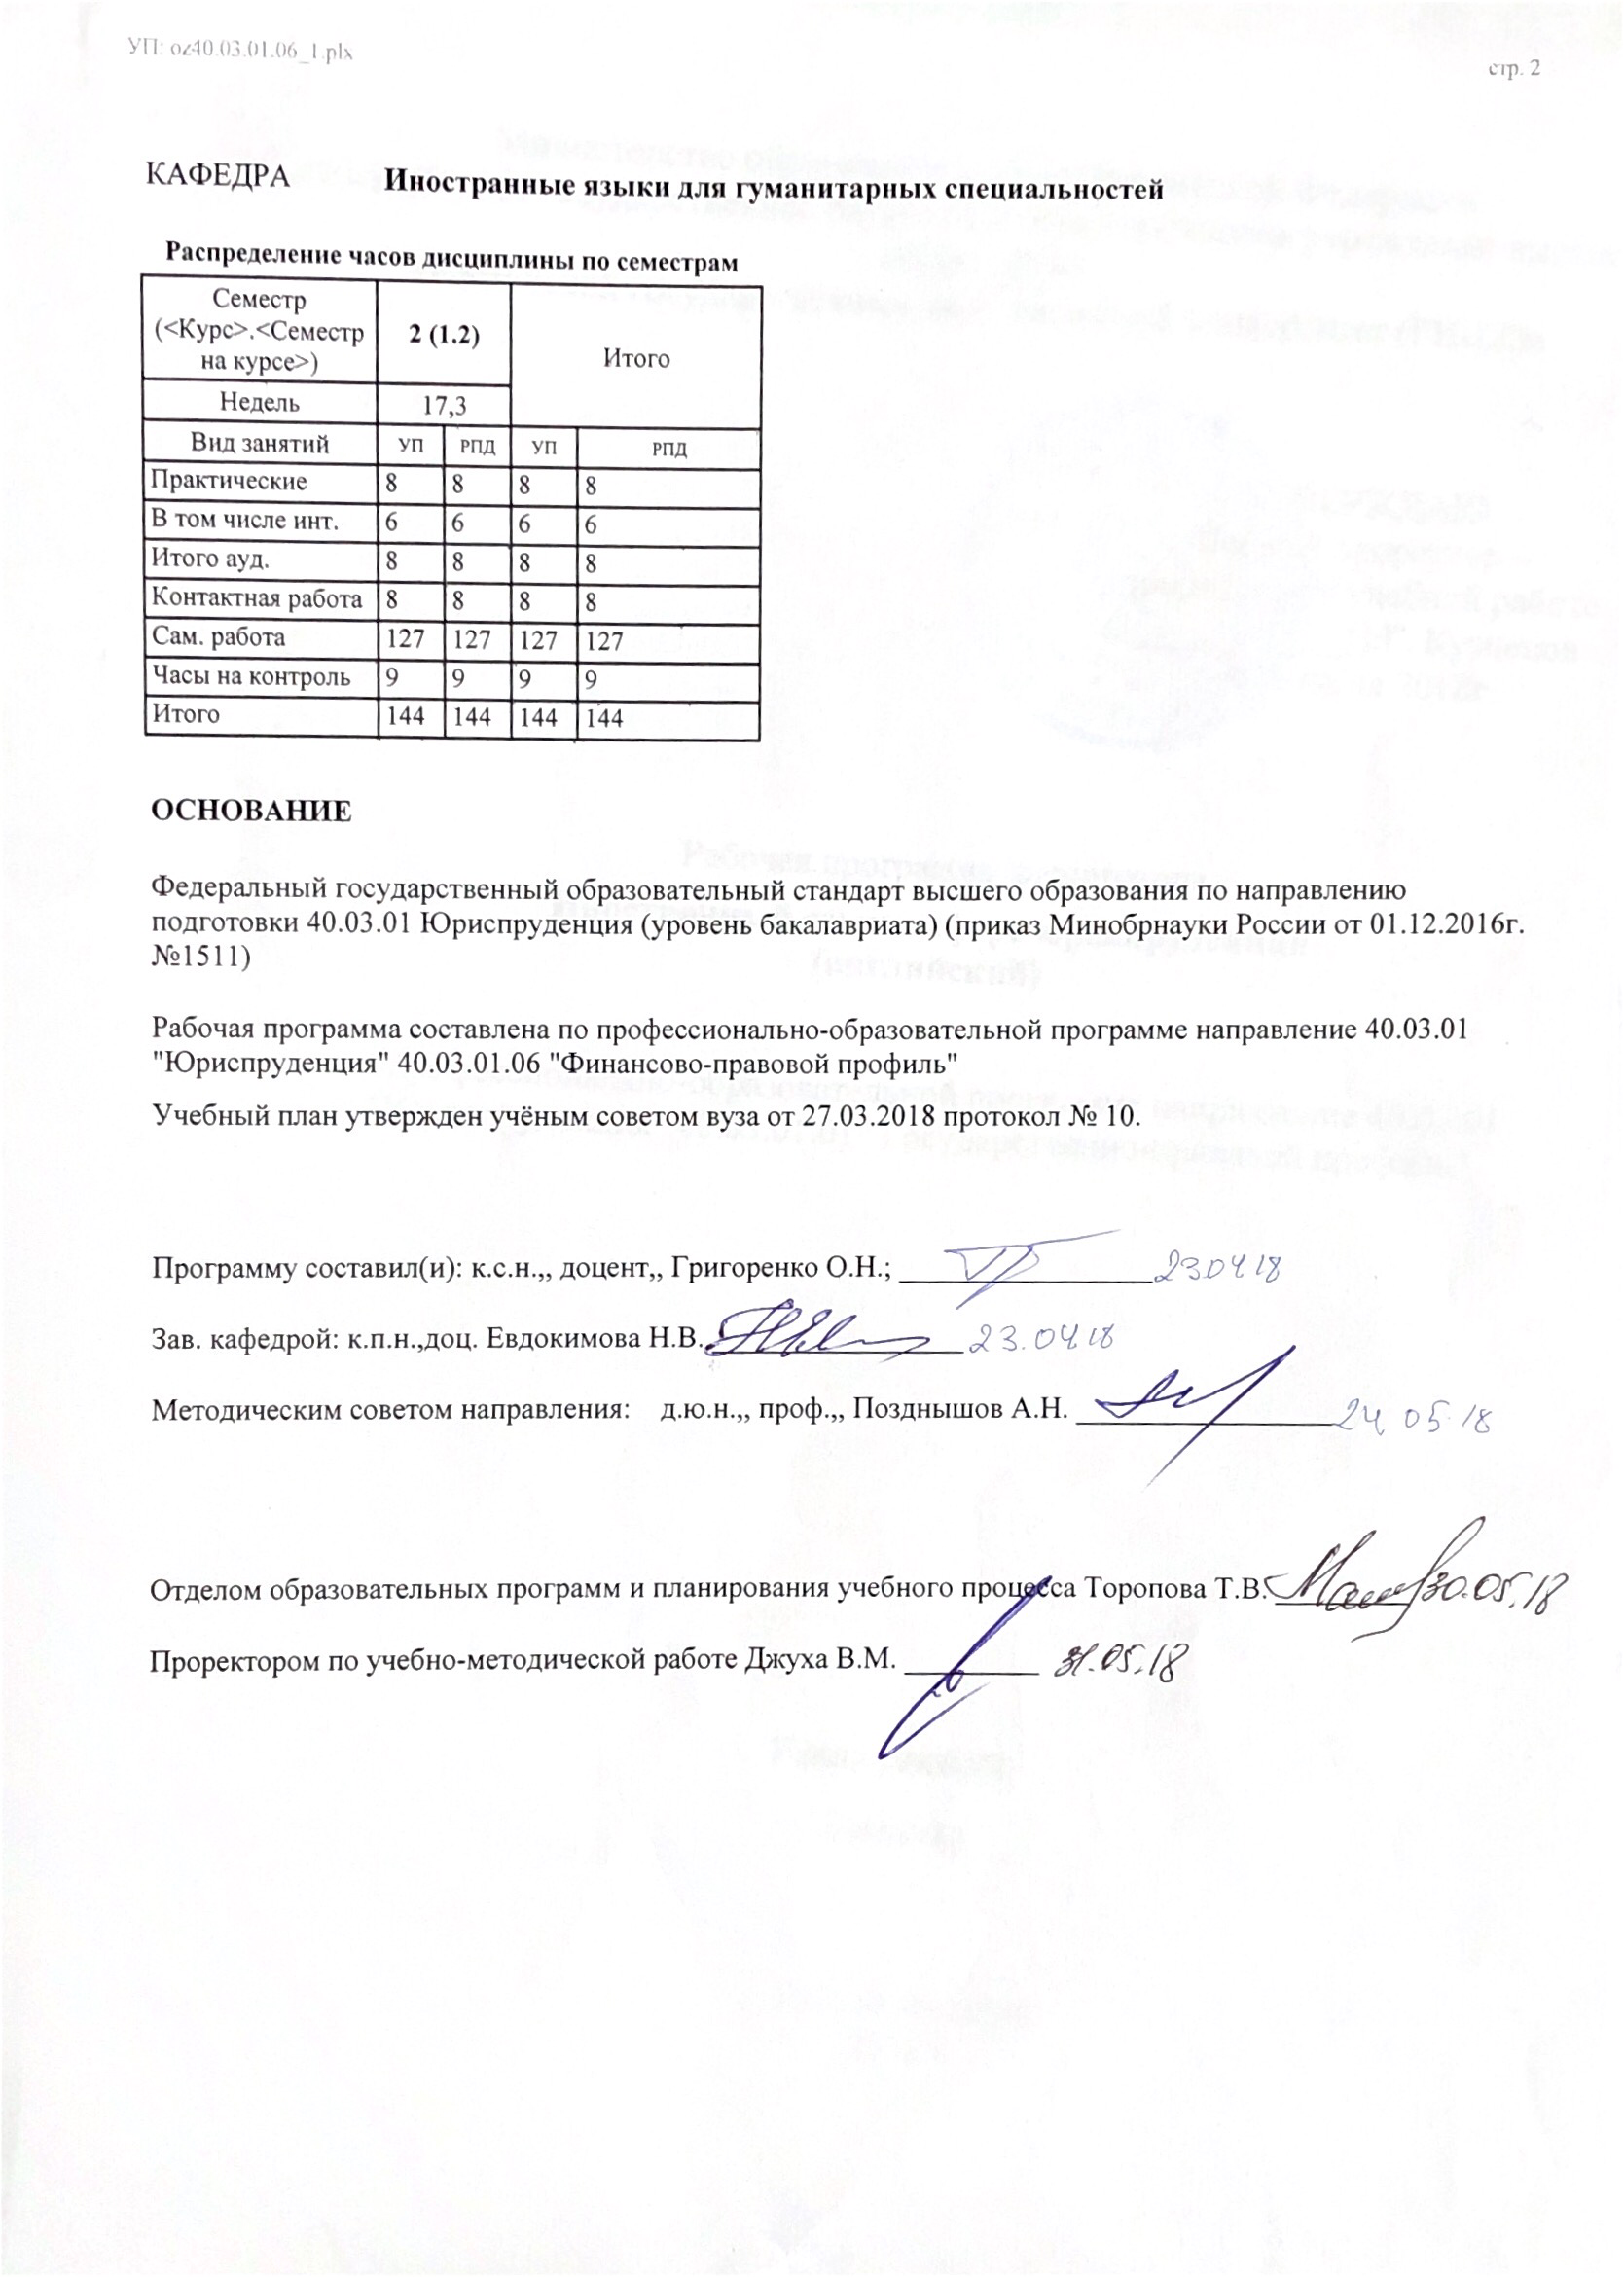 УП: oz40.03.01.06_1.plx
стр. 2
КАФЕДРА Иностранные языки для гуманитарных специальностей
Распределение часов дисциплины по семестрам
Семестр
(<Курс>.<Семестр
на курсе>)
2 (1.2)
Итого
Недель 17,3
Вид занятий УП РПД УП РПД
Практические 8 8 8 8
В том числе инт. 6 6 6 6
Итого ауд. 8 8 8 8
Контактная работа 8 8 8 8
Сам. работа 127 127 127 127
Часы на контроль 9 9 9 9
Итого 144 144 144 144
ОСНОВАНИЕ
Федеральный государственный образовательный стандарт высшего образования по направлению
подготовки 40.03.01 Юриспруденция (уровень бакалавриата) (приказ Минобрнауки России от 01.12.2016г.
№1511)
Рабочая программа составлена по профессионально-образовательной программе направление 40.03.01
"Юриспруденция" 40.03.01.06 "Финансово-правовой профиль"
Учебный план утвержден учёным советом вуза от 27.03.2018 протокол № 10.
Программу составил(и): к.с.н.,, доцент,, Григоренко О.Н.; 23 04 18
Зав. кафедрой: к.п.н.,доц. Евдокимова Н.В. 23.04 18
Методическим советом направления: д.ю.н.,, проф.,, Позднышов А.Н. 24 05 18
Отделом образовательных программ и планирования учебного процесса Торопова Т.В. 30.05.18
Проректором по учебно-методической работе Джуха В.М. 31.05.18